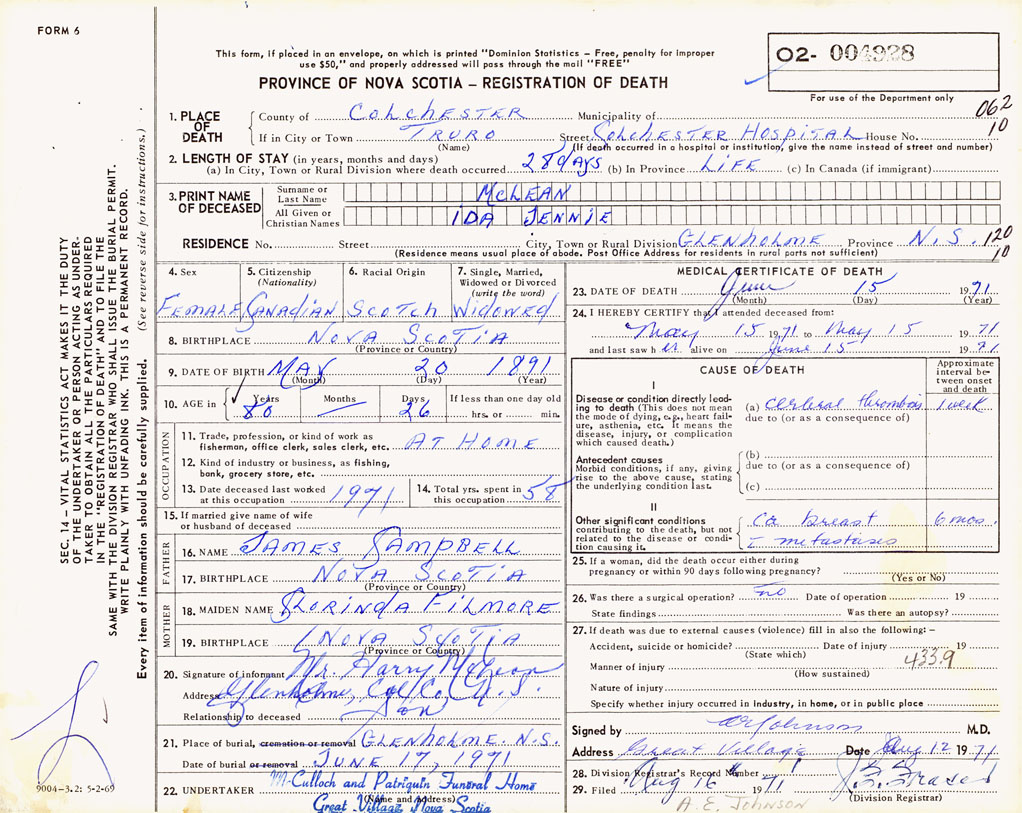 FORM 6
This form, if placed in an envelope, on which is printed "Dominion Statistics — Free, penalty for improper
use $50," and properly addressed will pass through the mail "FREE"
PROVINCE OF NOVA SCOTIA — REGISTRATION OF DEATH
02- 004928
For use of the Department only
062
10
SEC. 14 — VITAL STATISTICS ACT MAKES IT THE DUTY
OF THE UNDERTAKER OR PERSON ACTING AS UNDER-
TAKER TO OBTAIN ALL THE PARTICULARS REQUIRED
IN THE "REGISTRATION OF DEATH" AND TO FILE THE
SAME WITH THE DIVISION REGISTRAR WHO SHALL ISSUE THE BURIAL PERMIT.
WRITE PLAINLY WITH UNFADING INK. THIS IS A PERMANENT RECORD.
Every item of information should be carefully supplied. (See reverse side for instructions.)
1. PLACE OF DEATH
County of COLCHESTER Municipality of
If in City or Town TRURO Street COLCHESTER HOSPITAL House No.
(Name) (If death occurred in a hospital or institution, give the name instead of street and number)
2. LENGTH OF STAY (in years, months and days)
(a) In City, Town or Rural Division where death occurred 28 days (b) In Province LIFE (c) In Canada (if immigrant)
3. PRINT NAME OF DECEASED
Surname or Last Name McLEAN
All Given or Christian Names IDA JENNIE
RESIDENCE No. Street City, Town or Rural Division GLENHOLME Province N.S. 120
10
(Residence means usual place of abode. Post Office Address for residents in rural parts not sufficient)
4. Sex 5. Citizenship (Nationality) 6. Racial Origin 7. Single, Married, Widowed or Divorced (write the word)
FEMALE Canadian Scotch Widowed
8. BIRTHPLACE NOVA SCOTIA
(Province or Country)
9. DATE OF BIRTH MAY 20 1891
(Month) (Day) (Year)
10. AGE in Years Months Days If less than one day old
80 — 26 hrs. or min.
OCCUPATION
11. Trade, profession, or kind of work as
fisherman, office clerk, sales clerk, etc. AT HOME
12. Kind of industry or business, as fishing,
bank, grocery store, etc.
13. Date deceased last worked
at this occupation 1971
14. Total yrs. spent in
this occupation 58
15. If married give name of wife
or husband of deceased
FATHER
16. NAME JAMES CAMPBELL
17. BIRTHPLACE NOVA SCOTIA
(Province or Country)
MOTHER
18. MAIDEN NAME FILMORE
19. BIRTHPLACE NOVA SCOTIA
(Province or Country)
20. Signature of informant Mr. Harry McLean
Address Glenholme, Col. Co. N.S.
Relationship to deceased Son
21. Place of burial, cremation or removal GLENHOLME. N.S.
Date of burial or removal JUNE 17, 1971
22. UNDERTAKER McCulloch and Patriquin Funeral Home
(Name and Address)
Great Village, Nova Scotia
9004-3.2: 5-2-69
MEDICAL CERTIFICATE OF DEATH
23. DATE OF DEATH June 15 1971
(Month) (Day) (Year)
24. I HEREBY CERTIFY that I attended deceased from:
May 15 1971 to May 15 1971
and last saw her alive on June 15 1971
CAUSE OF DEATH
Approximate interval between onset and death
I
Disease or condition directly lead-
ing to death (This does not mean
the mode of dying, e.g., heart fail-
ure, asthenia, etc. It means the
disease, injury, or complication
which caused death.)
(a) Cerebral thrombosis 1 week
due to (or as a consequence of)
Antecedent causes
Morbid conditions, if any, giving
rise to the above cause, stating
the underlying condition last.
(b)
due to (or as a consequence of)
(c)
II
Other significant conditions
contributing to the death, but not
related to the disease or condi-
tion causing it.
Ca breast 6 mos.
c̄ metastases
25. If a woman, did the death occur either during
pregnancy or within 90 days following pregnancy?
(Yes or No)
26. Was there a surgical operation? no Date of operation 19
State findings Was there an autopsy?
27. If death was due to external causes (violence) fill in also the following: —
Accident, suicide or homicide? Date of injury 19
(State which)
433.9
Manner of injury
(How sustained)
Nature of injury
Specify whether injury occurred in industry, in home, or in public place
Signed by Johnson M.D.
Address Great Village Date Aug 12 1971
28. Division Registrar's Record Number
29. Filed Aug 16 1971 Fraser
(Division Registrar)
A. E. JOHNSON